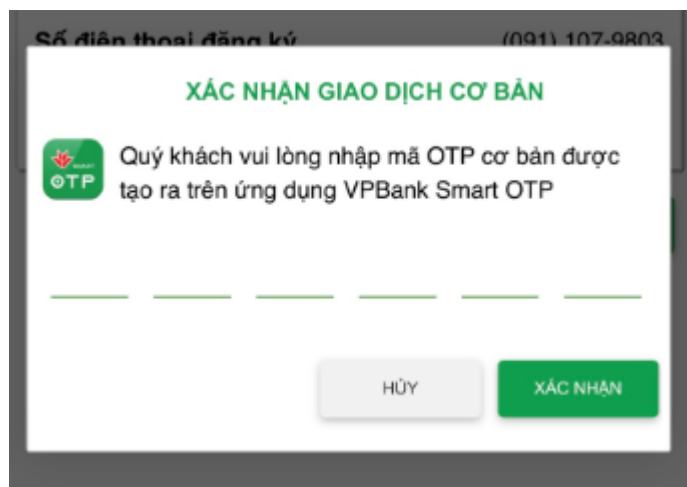 Số điện thoại đăng ký (091) 107-9803
XÁC NHẬN GIAO DỊCH CƠ BẢN
SMART
OTP
Quý khách vui lòng nhập mã OTP cơ bản được
tạo ra trên ứng dụng VPBank Smart OTP
HỦY XÁC NHẬN